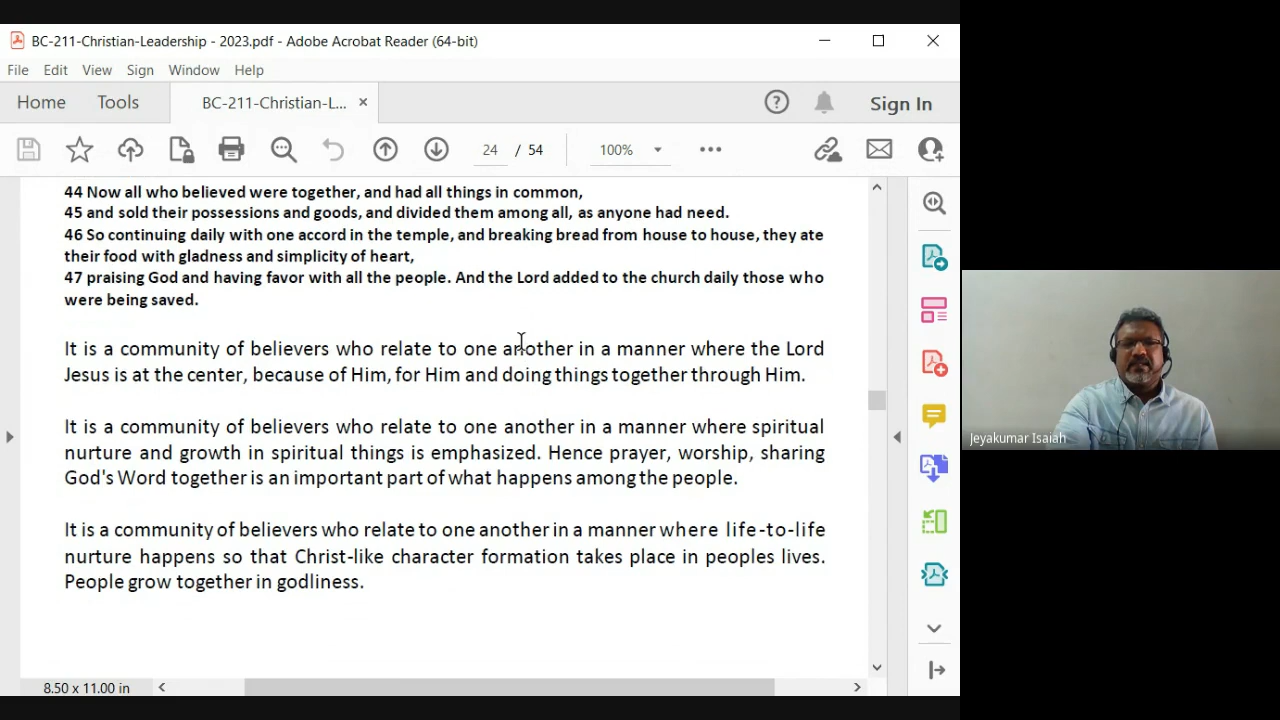 BC-211-Christian-Leadership - 2023.pdf - Adobe Acrobat Reader (64-bit)
File Edit View Sign Window Help
Home Tools BC-211-Christian-L... × Sign In
24 / 54 100%
44 Now all who believed were together, and had all things in common,
45 and sold their possessions and goods, and divided them among all, as anyone had need.
46 So continuing daily with one accord in the temple, and breaking bread from house to house, they ate
their food with gladness and simplicity of heart,
47 praising God and having favor with all the people. And the Lord added to the church daily those who
were being saved.
It is a community of believers who relate to one another in a manner where the Lord
Jesus is at the center, because of Him, for Him and doing things together through Him.
It is a community of believers who relate to one another in a manner where spiritual
nurture and growth in spiritual things is emphasized. Hence prayer, worship, sharing
God's Word together is an important part of what happens among the people.
It is a community of believers who relate to one another in a manner where life-to-life
nurture happens so that Christ-like character formation takes place in peoples lives.
People grow together in godliness.
8.50 x 11.00 in
Jeyakumar Isaiah